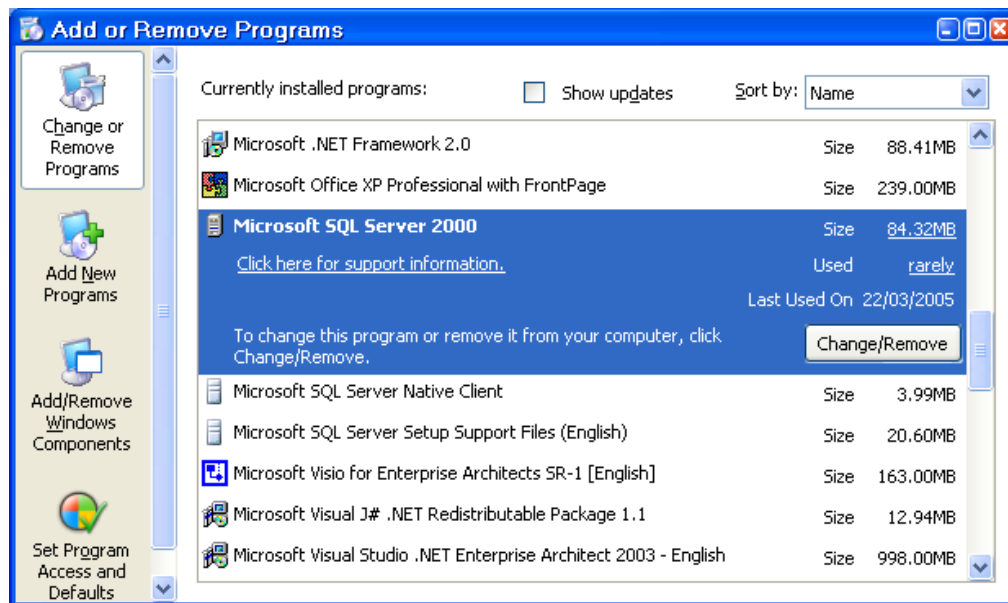 Add or Remove Programs
Change or
Remove
Programs
Add New
Programs
Add/Remove
Windows
Components
Set Program
Access and
Defaults
Currently installed programs:
Show updates
Sort by:
Name
Microsoft .NET Framework 2.0 Size 88.41MB
Microsoft Office XP Professional with FrontPage Size 239.00MB
Microsoft SQL Server 2000 Size 84.32MB
Click here for support information. Used rarely
Last Used On 22/03/2005
To change this program or remove it from your computer, click
Change/Remove.
Change/Remove
Microsoft SQL Server Native Client Size 3.99MB
Microsoft SQL Server Setup Support Files (English) Size 20.60MB
Microsoft Visio for Enterprise Architects SR-1 [English] Size 163.00MB
Microsoft Visual J# .NET Redistributable Package 1.1 Size 12.94MB
Microsoft Visual Studio .NET Enterprise Architect 2003 - English Size 998.00MB